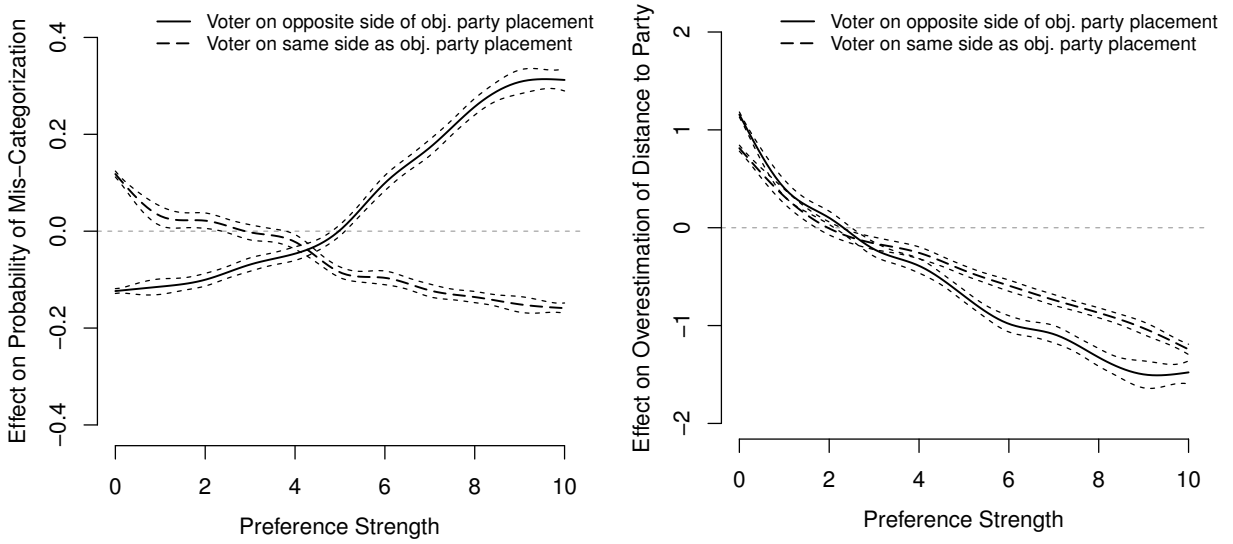 Voter on opposite side of obj. party placement
Voter on same side as obj. party placement
Effect on Probability of Mis−Categorization
0.4
0.2
0.0
−0.2
−0.4
0 2 4 6 8 10
Preference Strength
Voter on opposite side of obj. party placement
Voter on same side as obj. party placement
Effect on Overestimation of Distance to Party
2
1
0
−1
−2
0 2 4 6 8 10
Preference Strength